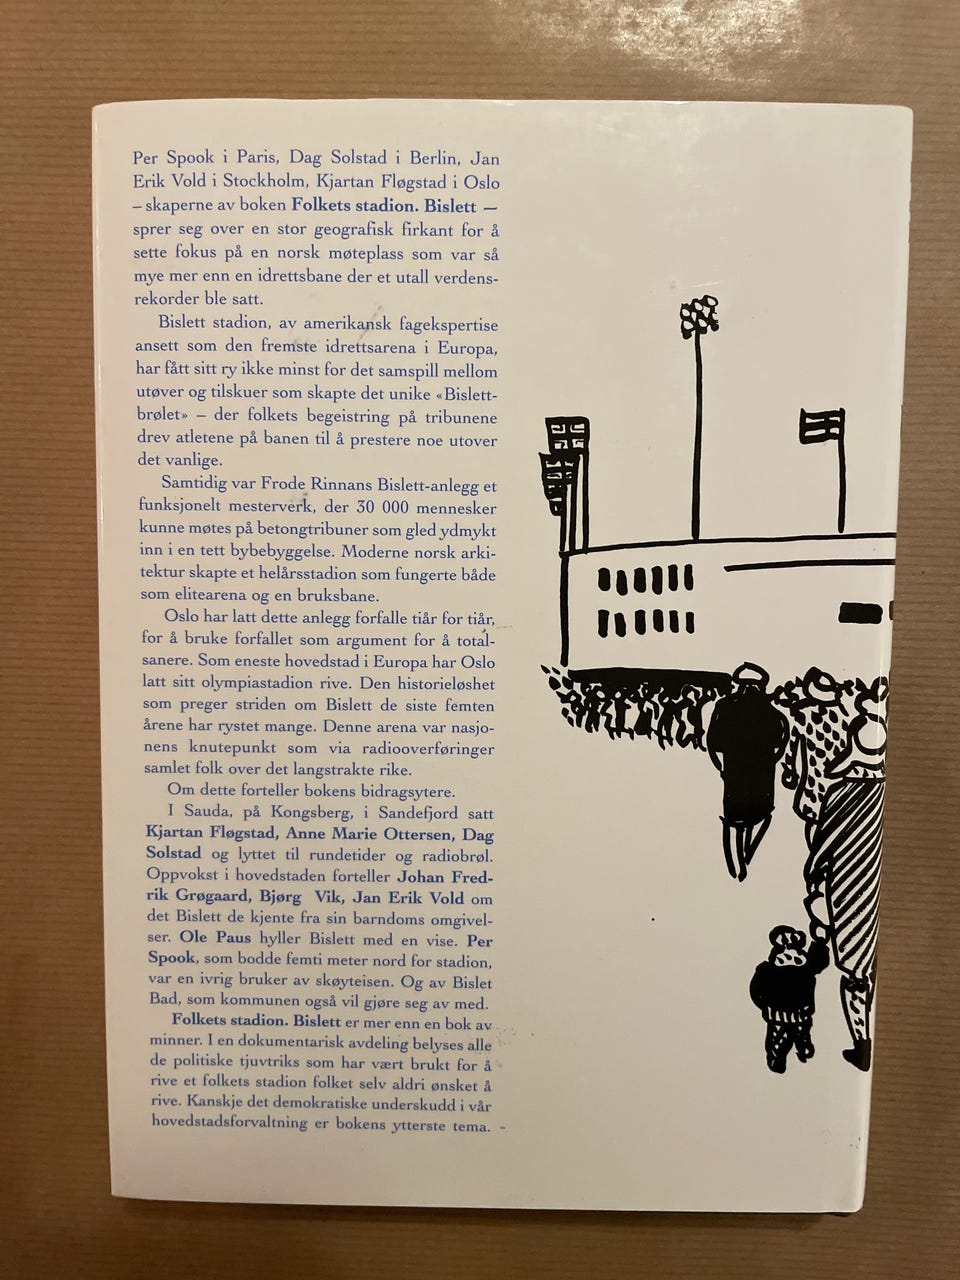 Per Spook i Paris, Dag Solstad i Berlin, Jan
Erik Vold i Stockholm, Kjartan Fløgstad i Oslo
– skaperne av boken Folkets stadion. Bislett —
sprer seg over en stor geografisk firkant for å
sette fokus på en norsk møteplass som var så
mye mer enn en idrettsbane der et utall verdens-
rekorder ble satt.
Bislett stadion, av amerikansk fagekspertise
ansett som den fremste idrettsarena i Europa,
har fått sitt ry ikke minst for det samspill mellom
utøver og tilskuer som skapte det unike «Bislett-
brølet» – der folkets begeistring på tribunene
drev atletene på banen til å prestere noe utover
det vanlige.
Samtidig var Frode Rinnans Bislett-anlegg et
funksjonelt mesterverk, der 30 000 mennesker
kunne møtes på betongtribuner som gled ydmykt
inn i en tett bybebyggelse. Moderne norsk arki-
tektur skapte et helårsstadion som fungerte både
som elitearena og en bruksbane.
Oslo har latt dette anlegg forfalle tiår for tiår,
for å bruke forfallet som argument for å total-
sanere. Som eneste hovedstad i Europa har Oslo
latt sitt olympiastadion rive. Den historieløshet
som preger striden om Bislett de siste femten
årene har rystet mange. Denne arena var nasjo-
nens knutepunkt som via radiooverføringer
samlet folk over det langstrakte rike.
Om dette forteller bokens bidragsytere.
I Sauda, på Kongsberg, i Sandefjord satt
Kjartan Fløgstad, Anne Marie Ottersen, Dag
Solstad og lyttet til rundetider og radiobrøl.
Oppvokst i hovedstaden forteller Johan Fred-
rik Grøgaard, Bjørg Vik, Jan Erik Vold om
det Bislett de kjente fra sin barndoms omgivel-
ser. Ole Paus hyller Bislett med en vise. Per
Spook, som bodde femti meter nord for stadion,
var en ivrig bruker av skøyteisen. Og av Bislet
Bad, som kommunen også vil gjøre seg av med.
Folkets stadion. Bislett er mer enn en bok av
minner. I en dokumentarisk avdeling belyses alle
de politiske tjuvtriks som har vært brukt for å
rive et folkets stadion folket selv aldri ønsket å
rive. Kanskje det demokratiske underskudd i vår
hovedstadsforvaltning er bokens ytterste tema.